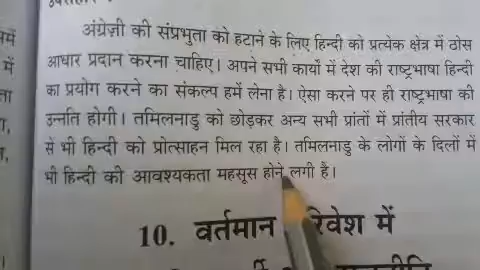 अंग्रेज़ी की संप्रभुता को हटाने के लिए हिन्दी को प्रत्येक क्षेत्र में ठोस
आधार प्रदान करना चाहिए। अपने सभी कार्यों में देश की राष्ट्रभाषा हिन्दी
का प्रयोग करने का संकल्प हमें लेना है। ऐसा करने पर ही राष्ट्रभाषा की
उन्नति होगी। तमिलनाडु को छोड़कर अन्य सभी प्रांतों में प्रांतीय सरकार
से भी हिन्दी को प्रोत्साहन मिल रहा है। तमिलनाडु के लोगों के दिलों में
भी हिन्दी की आवश्यकता महसूस होने लगी है।
10. वर्तमान में